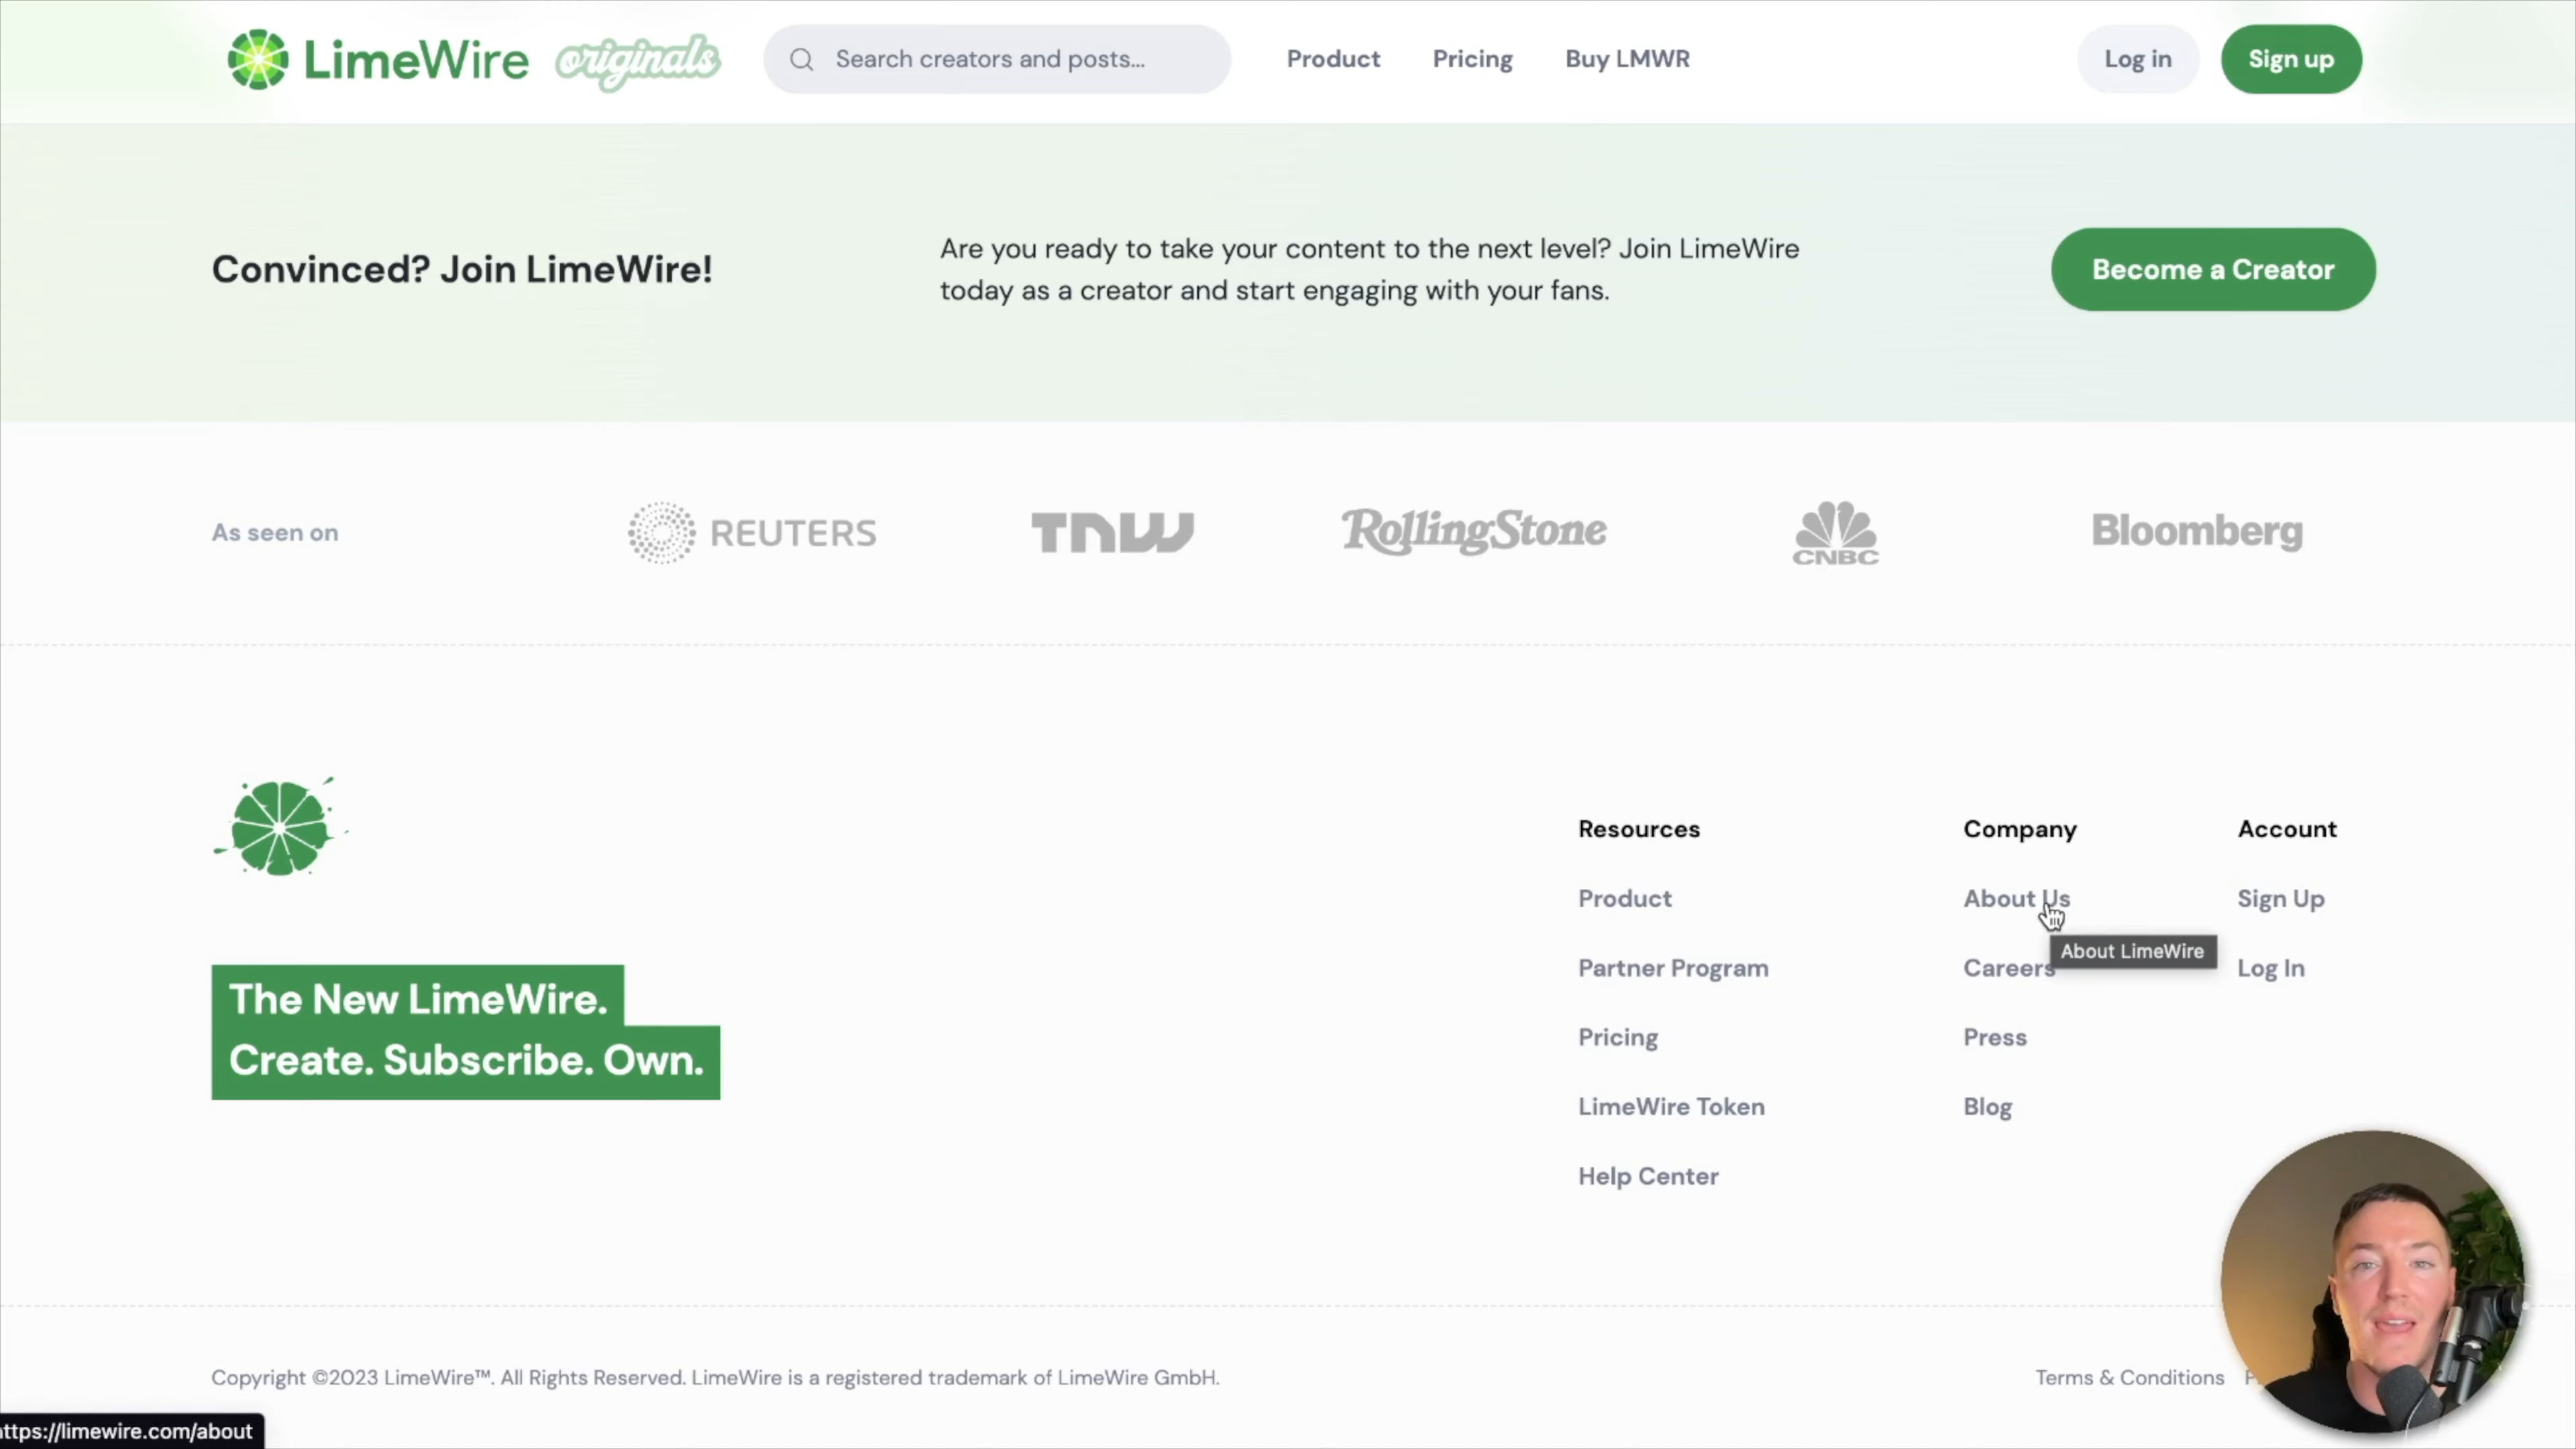 LimeWire originals
Search creators and posts...
Product
Pricing
Buy LMWR
Log in
Sign up
Convinced? Join LimeWire!
Are you ready to take your content to the next level? Join LimeWire
today as a creator and start engaging with your fans.
Become a Creator
As seen on
REUTERS
TNW
RollingStone
CNBC
Bloomberg
The New LimeWire.
Create. Subscribe. Own.
Resources
Product
Partner Program
Pricing
LimeWire Token
Help Center
Company
About Us
About LimeWire
Careers
Press
Blog
Account
Sign Up
Log In
Copyright ©2023 LimeWire™. All Rights Reserved. LimeWire is a registered trademark of LimeWire GmbH.
Terms & Conditions
ttps://limewire.com/about